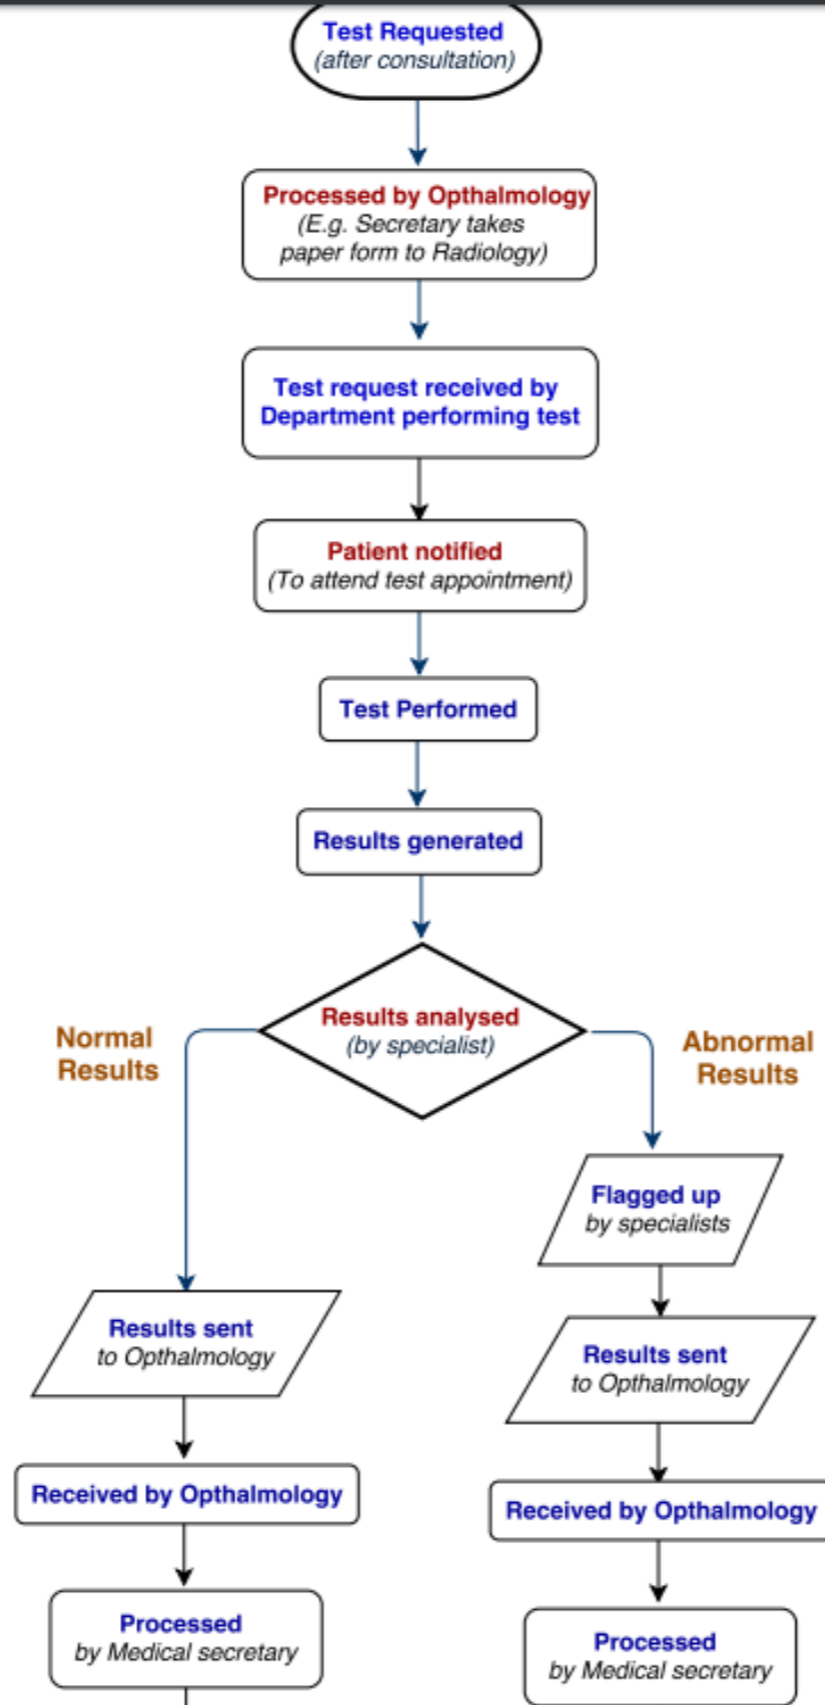 Test Requested
(after consultation)
Processed by Opthalmology
(E.g. Secretary takes
paper form to Radiology)
Test request received by
Department performing test
Patient notified
(To attend test appointment)
Test Performed
Results generated
Results analysed
(by specialist)
Normal
Results
Abnormal
Results
Flagged up
by specialists
Results sent
to Opthalmology
Results sent
to Opthalmology
Received by Opthalmology
Received by Opthalmology
Processed
by Medical secretary
Processed
by Medical secretary